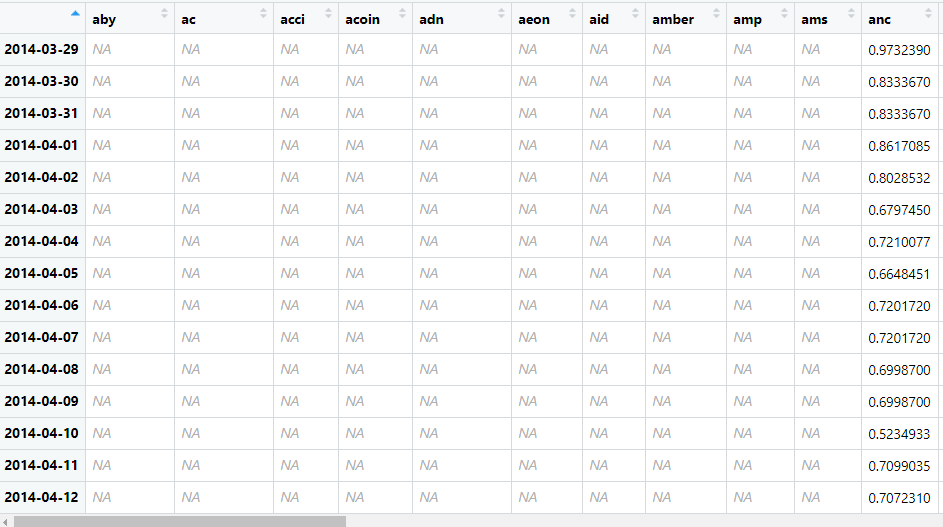 aby ac acci acoin adn aeon aid amber amp ams anc
2014-03-29 NA NA NA NA NA NA NA NA NA NA 0.9732390
2014-03-30 NA NA NA NA NA NA NA NA NA NA 0.8333670
2014-03-31 NA NA NA NA NA NA NA NA NA NA 0.8333670
2014-04-01 NA NA NA NA NA NA NA NA NA NA 0.8617085
2014-04-02 NA NA NA NA NA NA NA NA NA NA 0.8028532
2014-04-03 NA NA NA NA NA NA NA NA NA NA 0.6797450
2014-04-04 NA NA NA NA NA NA NA NA NA NA 0.7210077
2014-04-05 NA NA NA NA NA NA NA NA NA NA 0.6648451
2014-04-06 NA NA NA NA NA NA NA NA NA NA 0.7201720
2014-04-07 NA NA NA NA NA NA NA NA NA NA 0.7201720
2014-04-08 NA NA NA NA NA NA NA NA NA NA 0.6998700
2014-04-09 NA NA NA NA NA NA NA NA NA NA 0.6998700
2014-04-10 NA NA NA NA NA NA NA NA NA NA 0.5234933
2014-04-11 NA NA NA NA NA NA NA NA NA NA 0.7099035
2014-04-12 NA NA NA NA NA NA NA NA NA NA 0.7072310